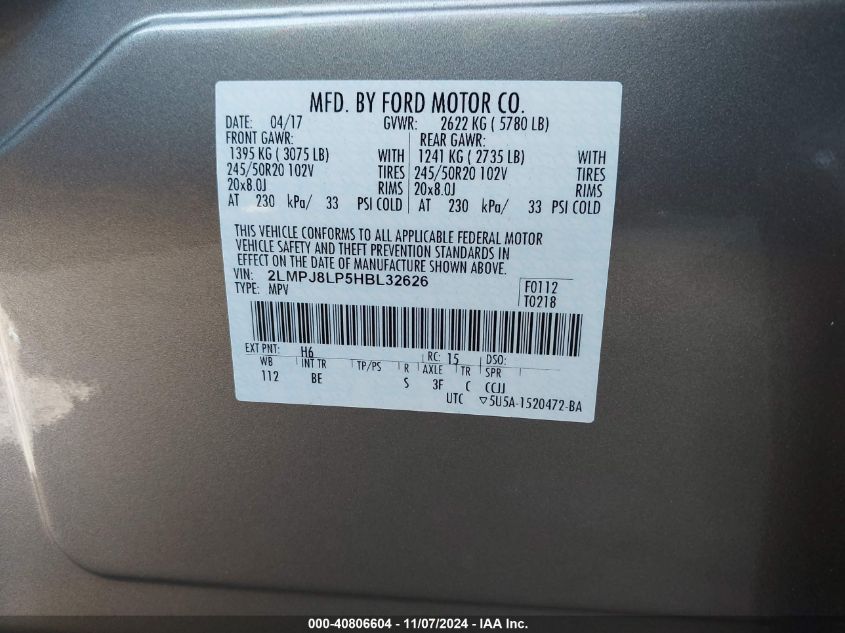 MFD. BY FORD MOTOR CO.
DATE: 04/17 GVWR: 2622 KG ( 5780 LB)
FRONT GAWR: REAR GAWR:
1395 KG ( 3075 LB) WITH 1241 KG ( 2735 LB) WITH
245/50R20 102V TIRES 245/50R20 102V TIRES
20x8.0J RIMS 20x8.0J RIMS
AT 230 kPa/ 33 PSI COLD AT 230 kPa/ 33 PSI COLD
THIS VEHICLE CONFORMS TO ALL APPLICABLE FEDERAL MOTOR
VEHICLE SAFETY AND THEFT PREVENTION STANDARDS IN
EFFECT ON THE DATE OF MANUFACTURE SHOWN ABOVE.
VIN: 2LMPJ8LP5HBL32626 F0112
TYPE: MPV T0218
EXT PNT: H6 RC: 15 DSO:
WB INT TR TP/PS R AXLE TR SPR
112 BE S 3F C CCJJ
UTC ▽5U5A-1520472-BA
000-40806604 - 11/07/2024 - IAA Inc.